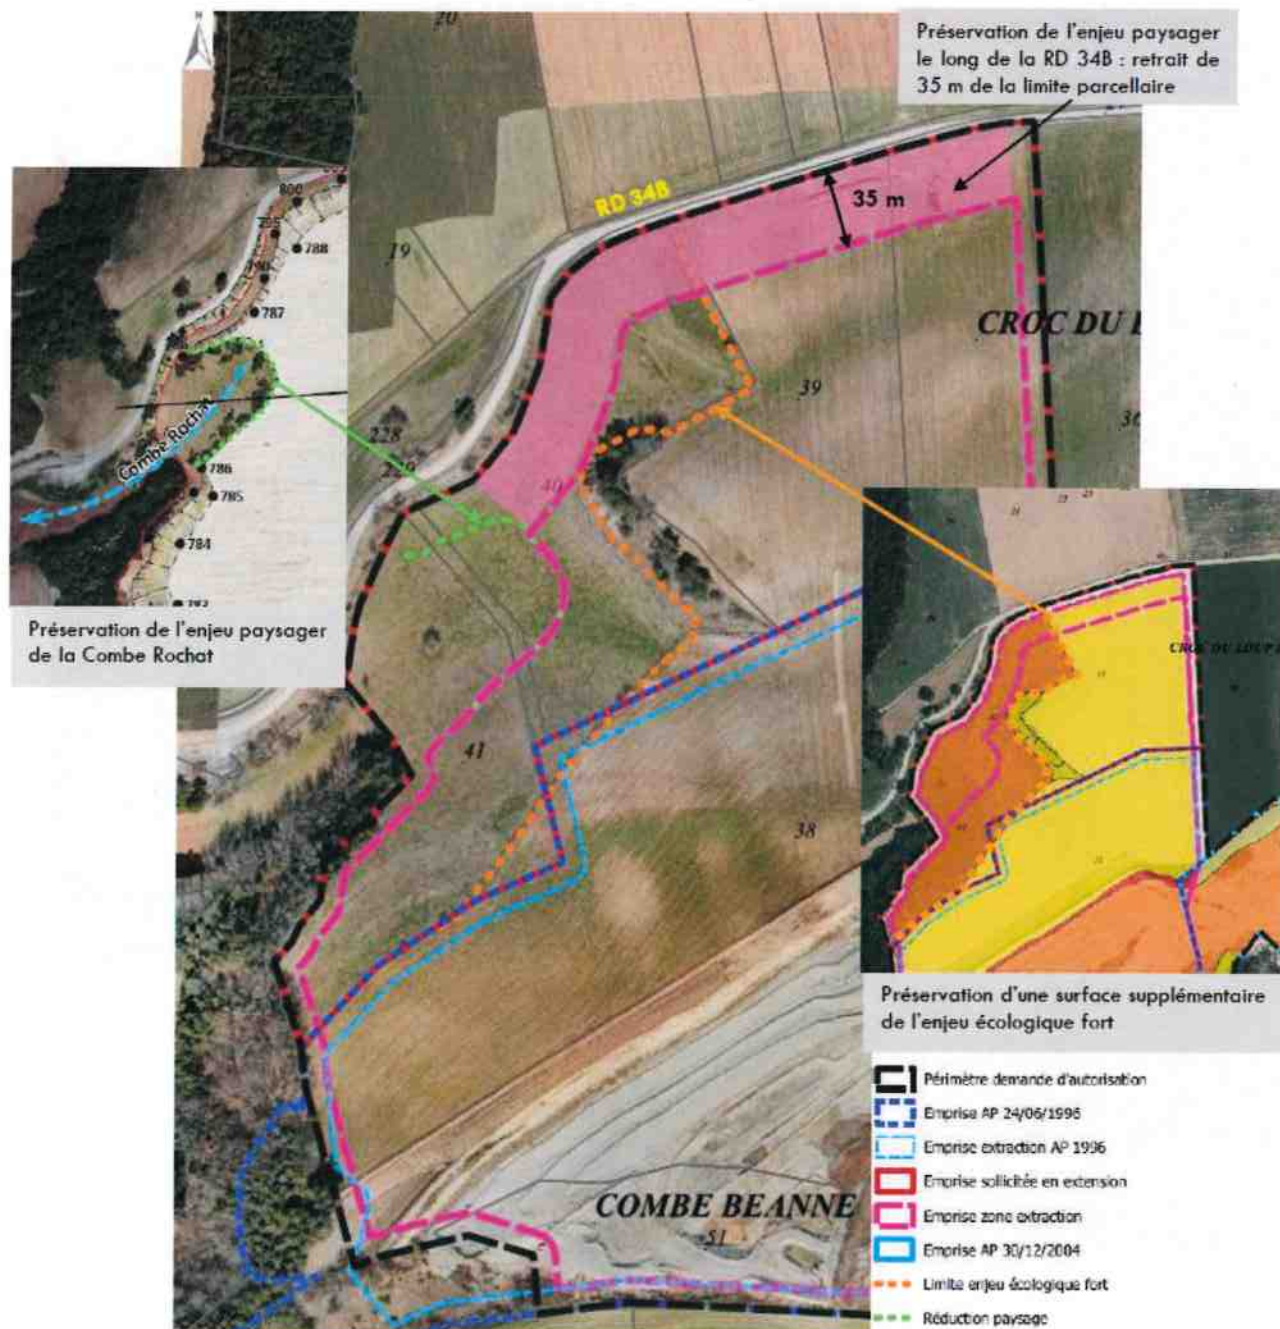 N
20
Préservation de l'enjeu paysager
le long de la RD 34B : retrait de
35 m de la limite parcellaire
RD 34B
35 m
19
CROC DU
39
228
40
41
38
800
788
787
786
785
784
Combe Rochat
Préservation de l'enjeu paysager
de la Combe Rochat
CROC DU LOUP
Préservation d'une surface supplémentaire
de l'enjeu écologique fort
COMBE BEANNE
51
Périmètre demande d'autorisation
Emprise AP 24/06/1996
Emprise extraction AP 1996
Emprise sollicitée en extension
Emprise zone extraction
Emprise AP 30/12/2004
Limite enjeu écologique fort
Réduction paysage